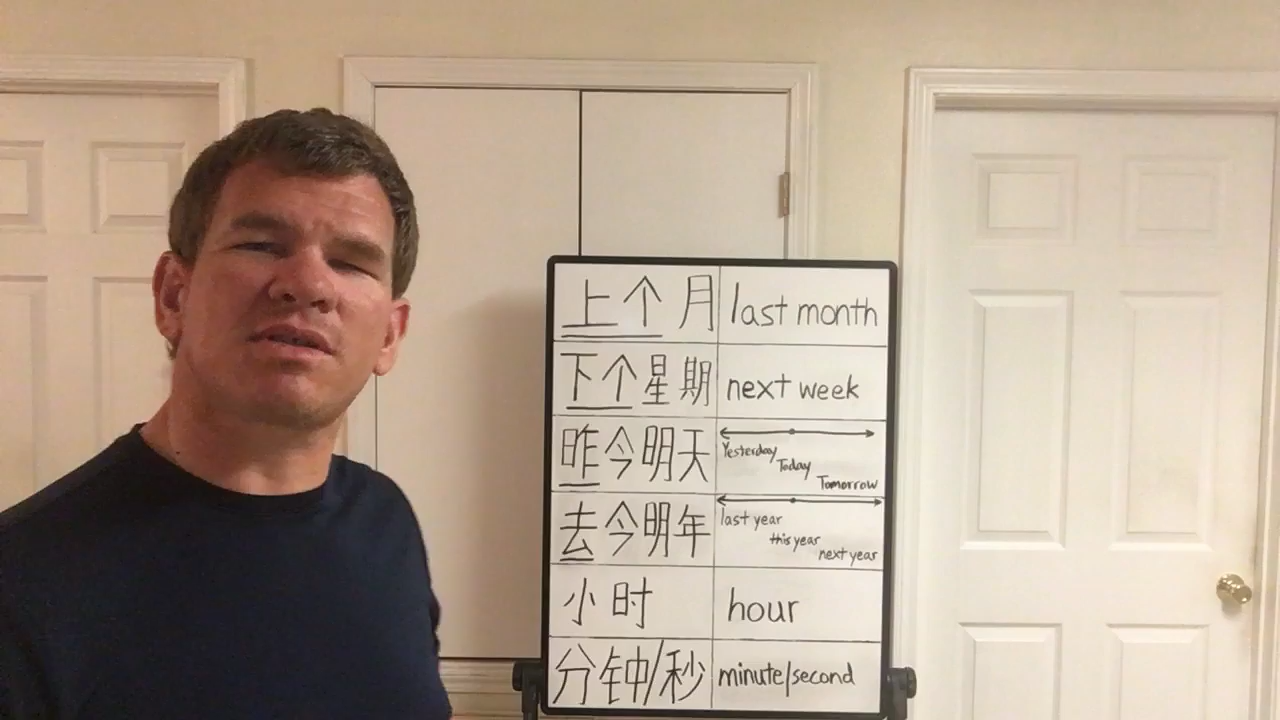 上个月 last month
下个星期 next week
昨今明天 Yesterday
Today
Tomorrow
去今明年 last year
this year
next year
小时 hour
分钟/秒 minute/second